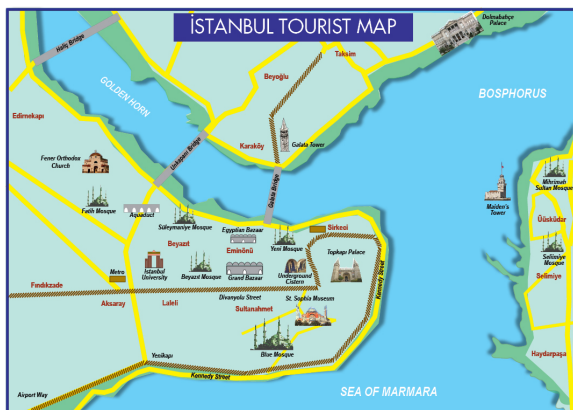 İSTANBUL TOURIST MAP
Dolmabahçe
Palace
Haliç Bridge
Taksim
GOLDEN HORN
Beyoğlu
BOSPHORUS
Edirnekapı
Unkapanı Bridge
Karaköy
Galata Tower
Fener Orthodox
Church
Mihrimah
Sultan Mosque
Galata Bridge
Maiden's
Tower
Fatih Mosque
Aquaduct
Süleymaniye Mosque
Egyptian Bazaar
Sirkesi
Üüsküdar
Beyazıt
Eminönü
Yeni Mosque
Topkapı Palace
Selimiye
Mosque
Metro
İstanbul
University
Beyazıt Mosque
Grand Bazaar
Underground
Cistern
Kennedy Street
Selimiye
Fındıkzade
Divanyolu Street
St. Sophia Museum
Aksaray
Laleli
Sultanahmet
Blue Mosque
Yenikapı
Haydarpaşa
Kennedy Street
Airport Way
SEA OF MARMARA